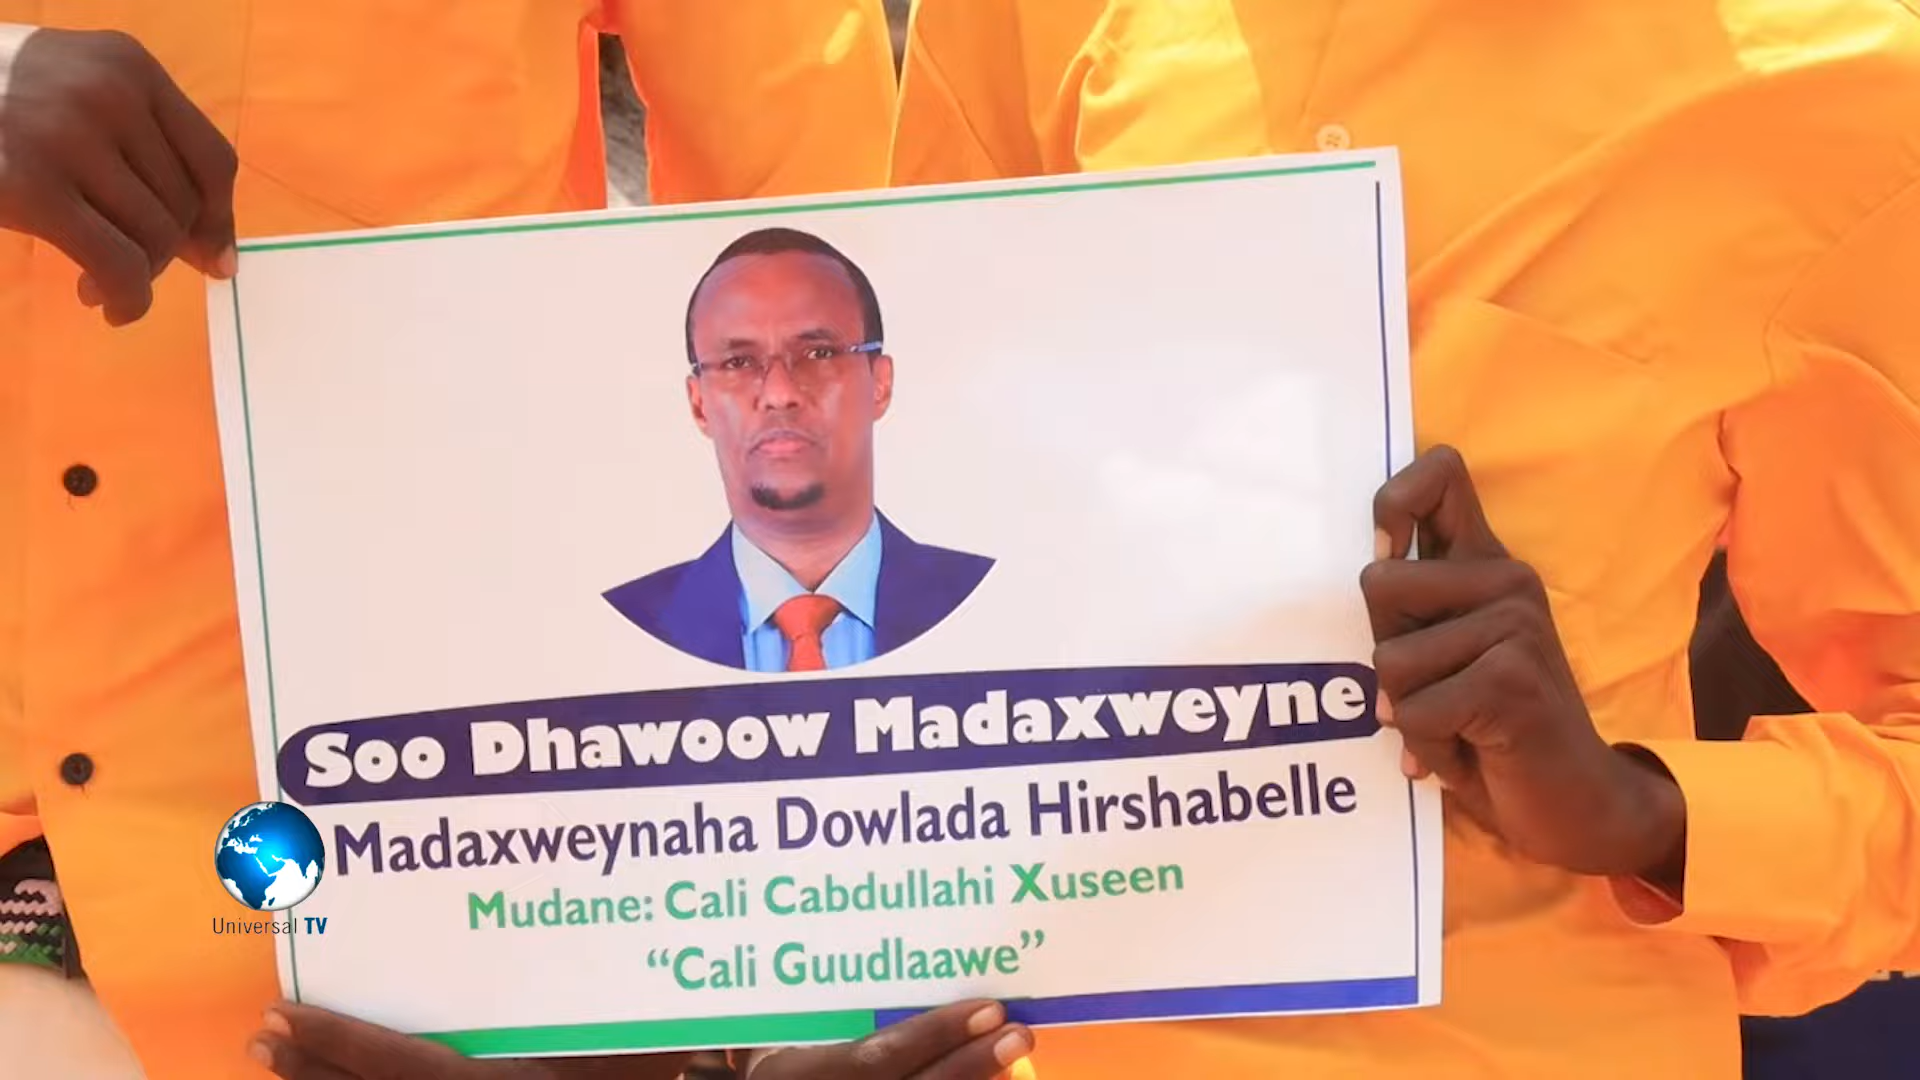 Soo Dhawoow Madaxweyne
Madaxweynaha Dowlada Hirshabelle
Mudane: Cali Cabdullahi Xuseen
“Cali Guudlaawe”
Universal TV